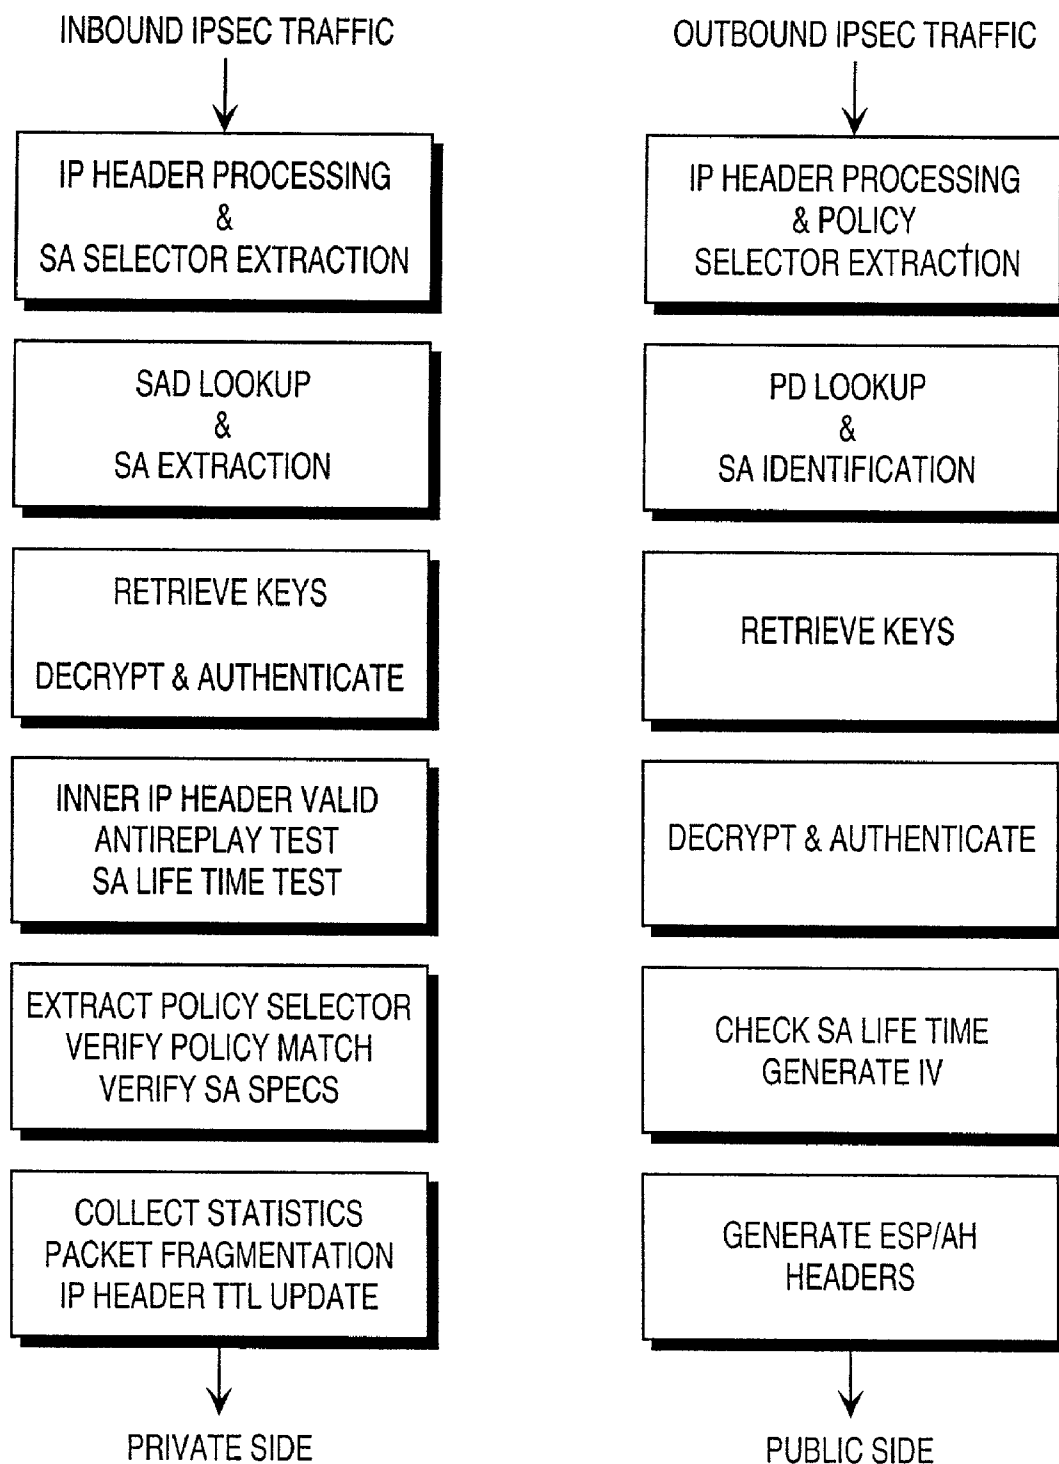 INBOUND IPSEC TRAFFIC
IP HEADER PROCESSING
&
SA SELECTOR EXTRACTION
SAD LOOKUP
&
SA EXTRACTION
RETRIEVE KEYS
DECRYPT & AUTHENTICATE
INNER IP HEADER VALID
ANTIREPLAY TEST
SA LIFE TIME TEST
EXTRACT POLICY SELECTOR
VERIFY POLICY MATCH
VERIFY SA SPECS
COLLECT STATISTICS
PACKET FRAGMENTATION
IP HEADER TTL UPDATE
PRIVATE SIDE
OUTBOUND IPSEC TRAFFIC
IP HEADER PROCESSING
& POLICY
SELECTOR EXTRACTION
PD LOOKUP
&
SA IDENTIFICATION
RETRIEVE KEYS
DECRYPT & AUTHENTICATE
CHECK SA LIFE TIME
GENERATE IV
GENERATE ESP/AH
HEADERS
PUBLIC SIDE